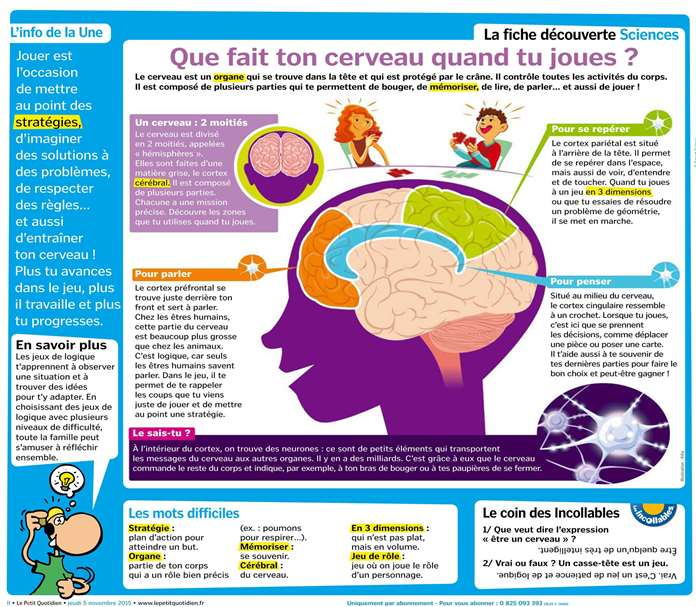 L'info de la Une
Jouer est
l'occasion
de mettre
au point des
stratégies,
d'imaginer
des solutions à
des problèmes,
de respecter
des règles...
et aussi
d'entraîner
ton cerveau !
Plus tu avances
dans le jeu, plus
il travaille et plus
tu progresses.
En savoir plus
Les jeux de logique
t'apprennent à observer
une situation et à
trouver des idées
pour t'y adapter. En
choisissant des jeux de
logique avec plusieurs
niveaux de difficulté,
toute la famille peut
s'amuser à réfléchir
ensemble.
La fiche découverte Sciences
Que fait ton cerveau quand tu joues ?
Le cerveau est un organe qui se trouve dans la tête et qui est protégé par le crâne. Il contrôle toutes les activités du corps.
Il est composé de plusieurs parties qui te permettent de bouger, de mémoriser, de lire, de parler... et aussi de jouer !
Un cerveau : 2 moitiés
Le cerveau est divisé
en 2 moitiés, appelées
« hémisphères ».
Elles sont faites d'une
matière grise, le cortex
cérébral. Il est composé
de plusieurs parties.
Chacune a une mission
précise. Découvre les zones
que tu utilises quand tu joues.
Pour se repérer
Le cortex pariétal est situé
à l'arrière de la tête. Il permet
de se repérer dans l'espace,
mais aussi de voir, d'entendre
et de toucher. Quand tu joues
à un jeu en 3 dimensions
ou que tu essaies de résoudre
un problème de géométrie,
il se met en marche.
Pour parler
Le cortex préfrontal se
trouve juste derrière ton
front et sert à parler.
Chez les êtres humains,
cette partie du cerveau
est beaucoup plus grosse
que chez les animaux.
C'est logique, car seuls
les êtres humains savent
parler. Dans le jeu, il te
permet de te rappeler
les coups que tu viens
juste de jouer et de mettre
au point une stratégie.
Pour penser
Situé au milieu du cerveau,
le cortex cingulaire ressemble
à un crochet. Lorsque tu joues,
c'est ici que se prennent
les décisions, comme déplacer
une pièce ou poser une carte.
Il t'aide aussi à te souvenir de
tes dernières parties pour faire le
bon choix et peut-être gagner !
Le sais-tu ?
À l'intérieur du cortex, on trouve des neurones : ce sont de petits éléments qui transportent
les messages du cerveau aux autres organes. Il y en a des milliards. C'est grâce à eux que le cerveau
commande le reste du corps et indique, par exemple, à ton bras de bouger ou à tes paupières de se fermer.
Les mots difficiles
Stratégie :
plan d'action pour
atteindre un but.
Organe :
partie de ton corps
qui a un rôle bien précis
(ex. : poumons
pour respirer...).
Mémoriser :
se souvenir.
Cérébral :
du cerveau.
En 3 dimensions :
qui n'est pas plat,
mais en volume.
Jeu de rôle :
jeu où on joue le rôle
d'un personnage.
Le coin des Incollables
les incollables
1/ Que veut dire l'expression
« être un cerveau » ?
Être quelqu'un de très intelligent.
2/ Vrai ou faux ? Un casse-tête est un jeu.
Vrai. C'est un jeu de patience et de logique.
II • Le Petit Quotidien • jeudi 5 novembre 2015 • www.lepetitquotidien.fr
Uniquement par abonnement - Pour vous abonner : 0 825 093 393